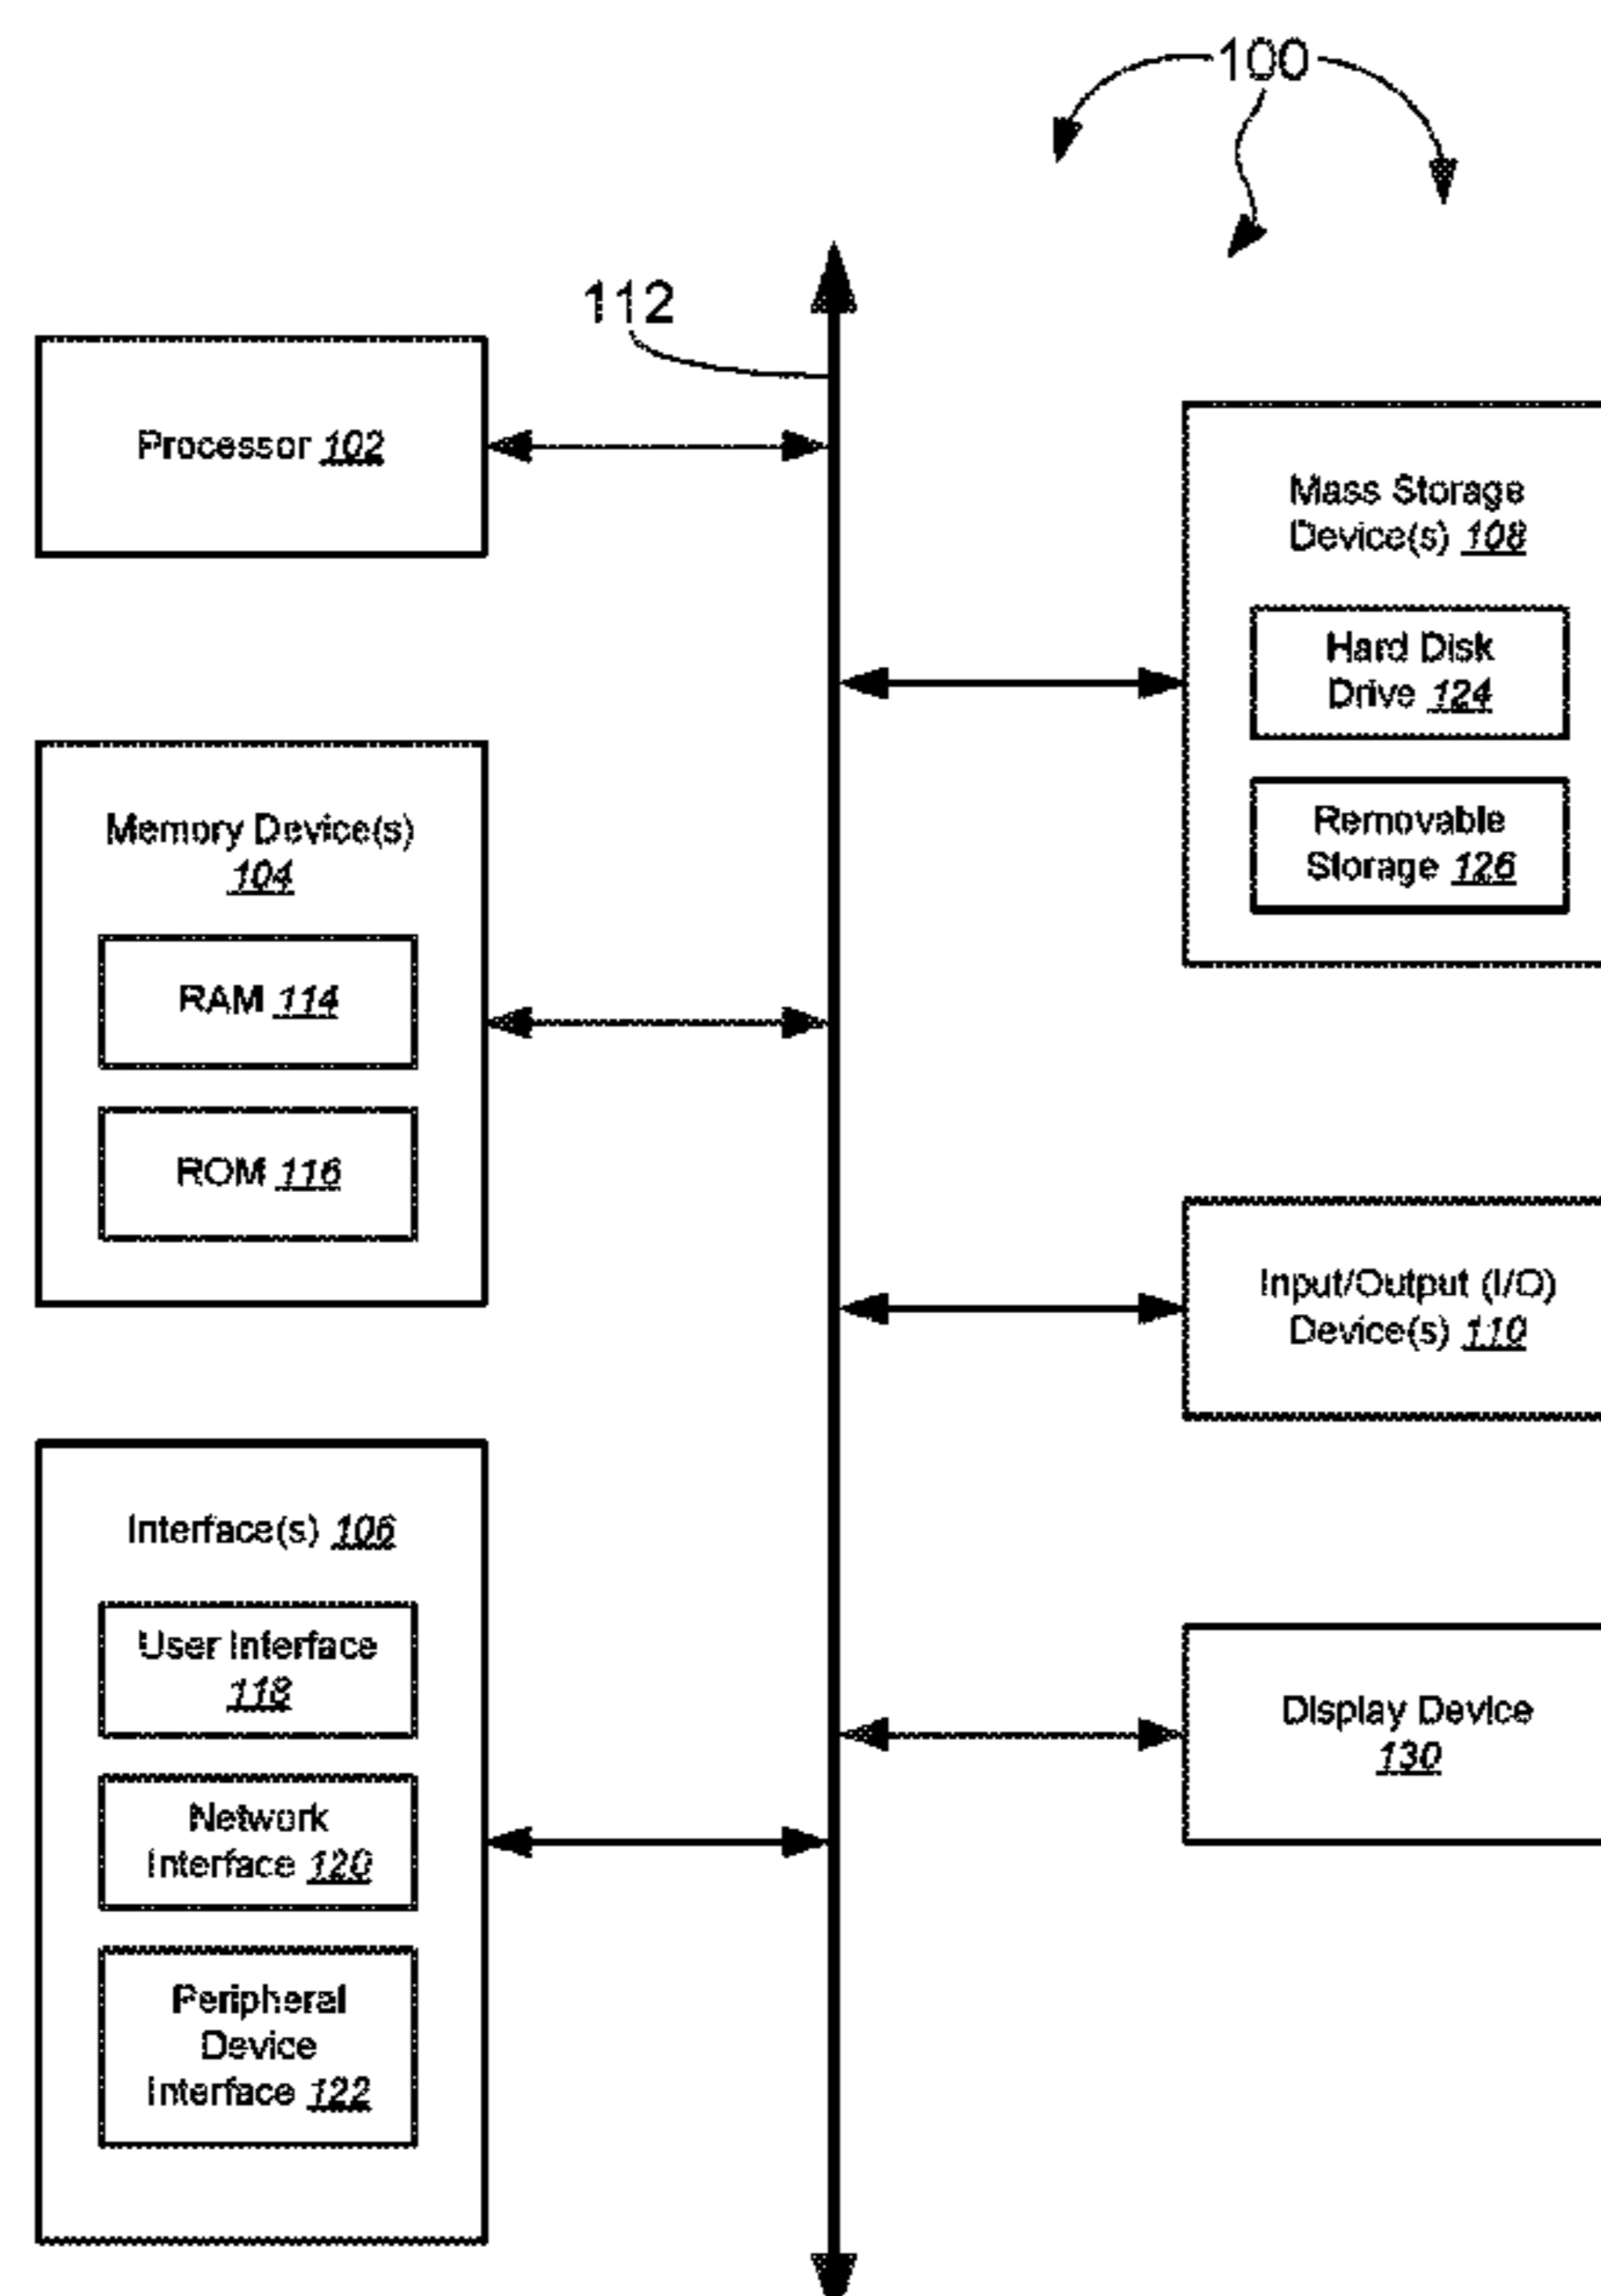 100
112
Processor 102
Memory Device(s)
104
RAM 114
ROM 116
Interface(s) 106
User Interface
118
Network
Interface 120
Peripheral
Device
Interface 122
Mass Storage
Device(s) 108
Hard Disk
Drive 124
Removable
Storage 126
Input/Output (I/O)
Device(s) 110
Display Device
130